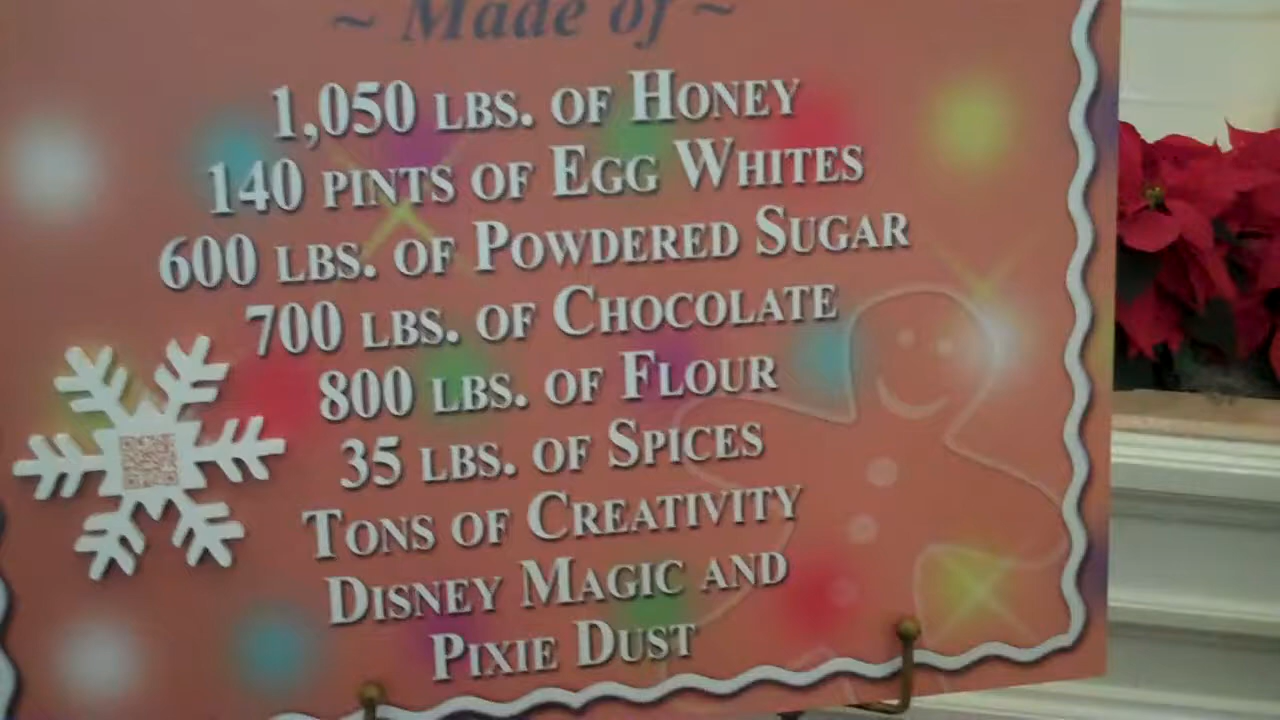 ~ Made of ~
1,050 LBS. OF HONEY
140 PINTS OF EGG WHITES
600 LBS. OF POWDERED SUGAR
700 LBS. OF CHOCOLATE
800 LBS. OF FLOUR
35 LBS. OF SPICES
TONS OF CREATIVITY
DISNEY MAGIC AND
PIXIE DUST